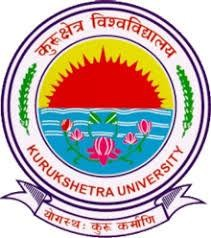 कुरुक्षेत्र विश्वविद्यालय
KURUKSHETRA UNIVERSITY
योगस्थः कुरु कर्माणि